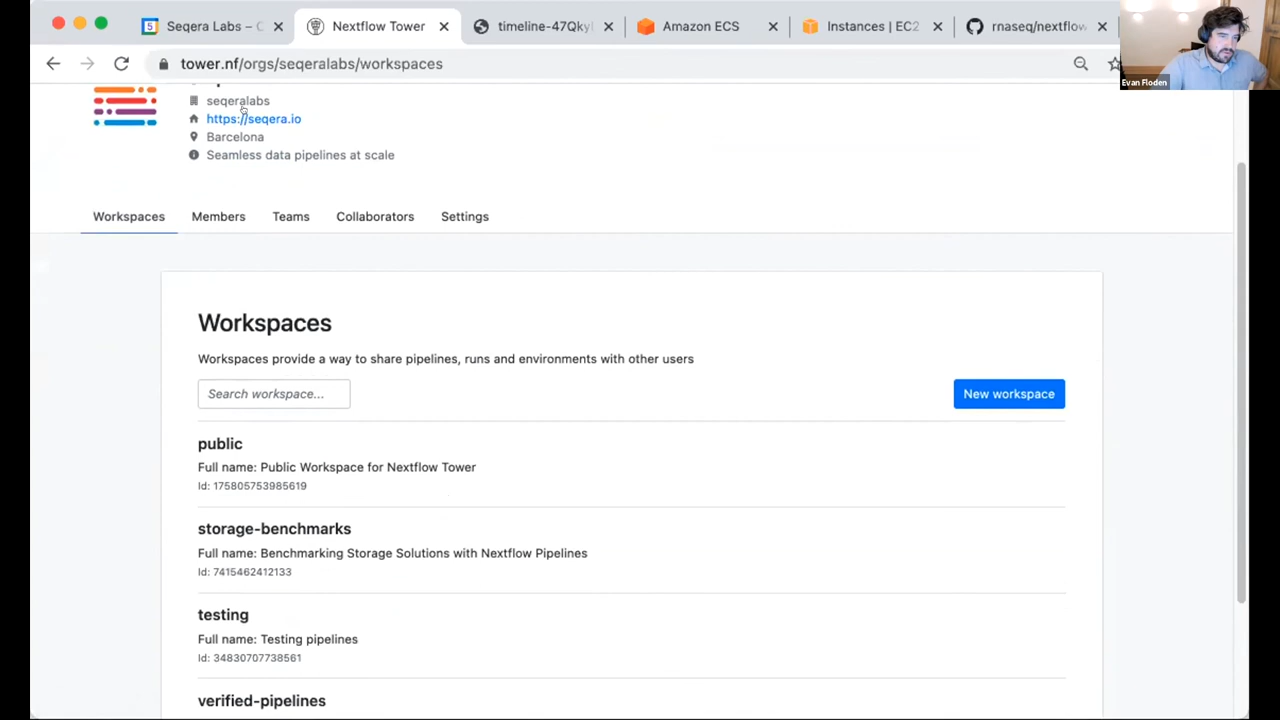 Seqera Labs – C
Nextflow Tower
timeline-47Qkyl
Amazon ECS
Instances | EC2
rnaseq/nextflow
tower.nf/orgs/seqeralabs/workspaces
Evan Floden
seqeralabs
https://seqera.io
Barcelona
Seamless data pipelines at scale
Workspaces
Members
Teams
Collaborators
Settings
Workspaces
Workspaces provide a way to share pipelines, runs and environments with other users
Search workspace...
New workspace
public
Full name: Public Workspace for Nextflow Tower
Id: 175805753985619
storage-benchmarks
Full name: Benchmarking Storage Solutions with Nextflow Pipelines
Id: 7415462412133
testing
Full name: Testing pipelines
Id: 34830707738561
verified-pipelines